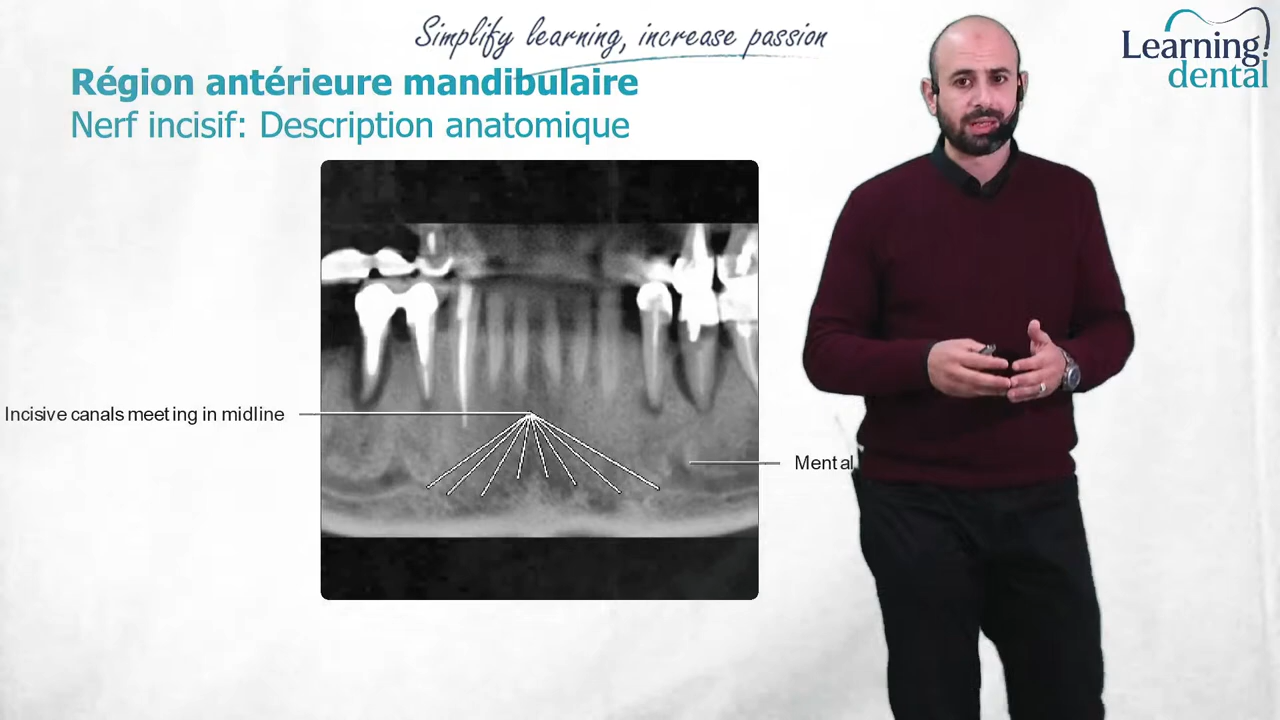 Simplify learning, increase passion
Learning!
dental
Région antérieure mandibulaire
Nerf incisif: Description anatomique
Incisive canals meeting in midline
Mental